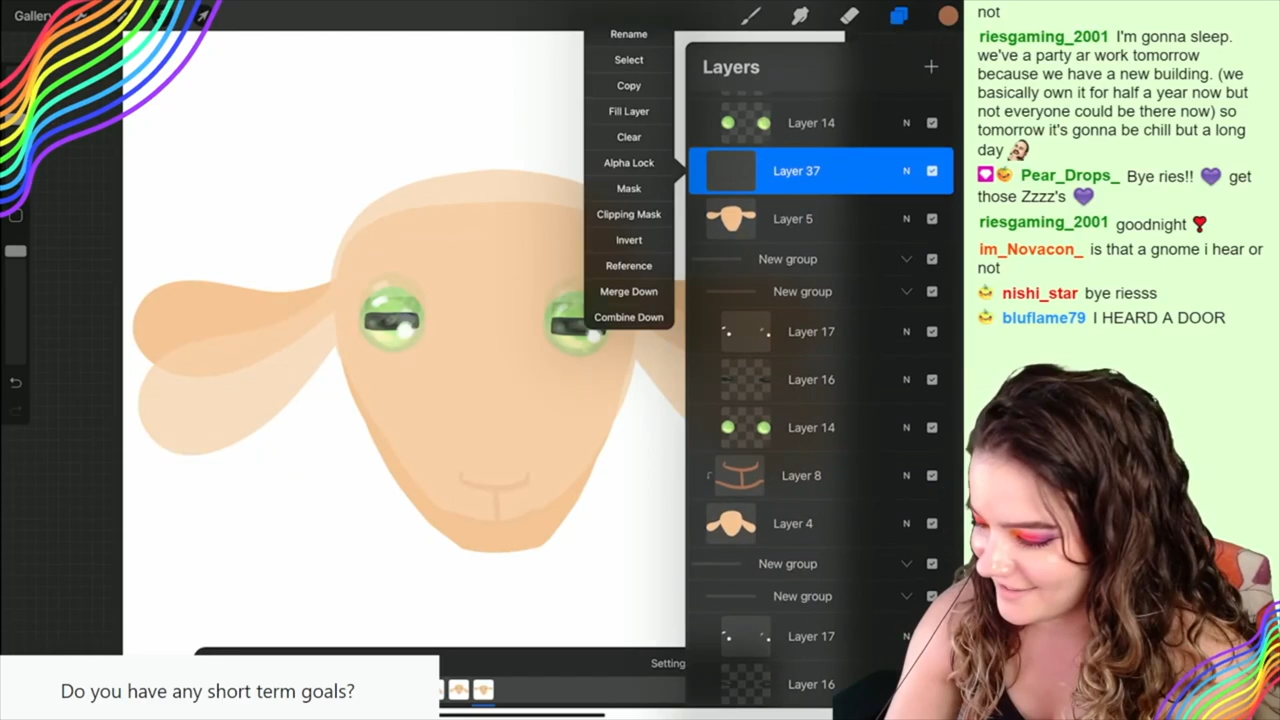 Gallery
Rename
Select
Copy
Fill Layer
Clear
Alpha Lock
Mask
Clipping Mask
Invert
Reference
Merge Down
Combine Down
Layers
Layer 14 N
Layer 37 N
Layer 5 N
New group
New group
Layer 17 N
Layer 16 N
Layer 14 N
Layer 8 N
Layer 4 N
New group
New group
Layer 17 N
Layer 16 N
Setting
Do you have any short term goals?
not
riesgaming_2001 I'm gonna sleep.
we've a party ar work tomorrow
because we have a new building. (we
basically own it for half a year now but
not everyone could be there now) so
tomorrow it's gonna be chill but a long
day
Pear_Drops_ Bye ries!! 💜 get
those Zzzz's 💜
riesgaming_2001 goodnight ❣
im_Novacon_ is that a gnome i hear or
not
nishi_star bye riesss
bluflame79 I HEARD A DOOR